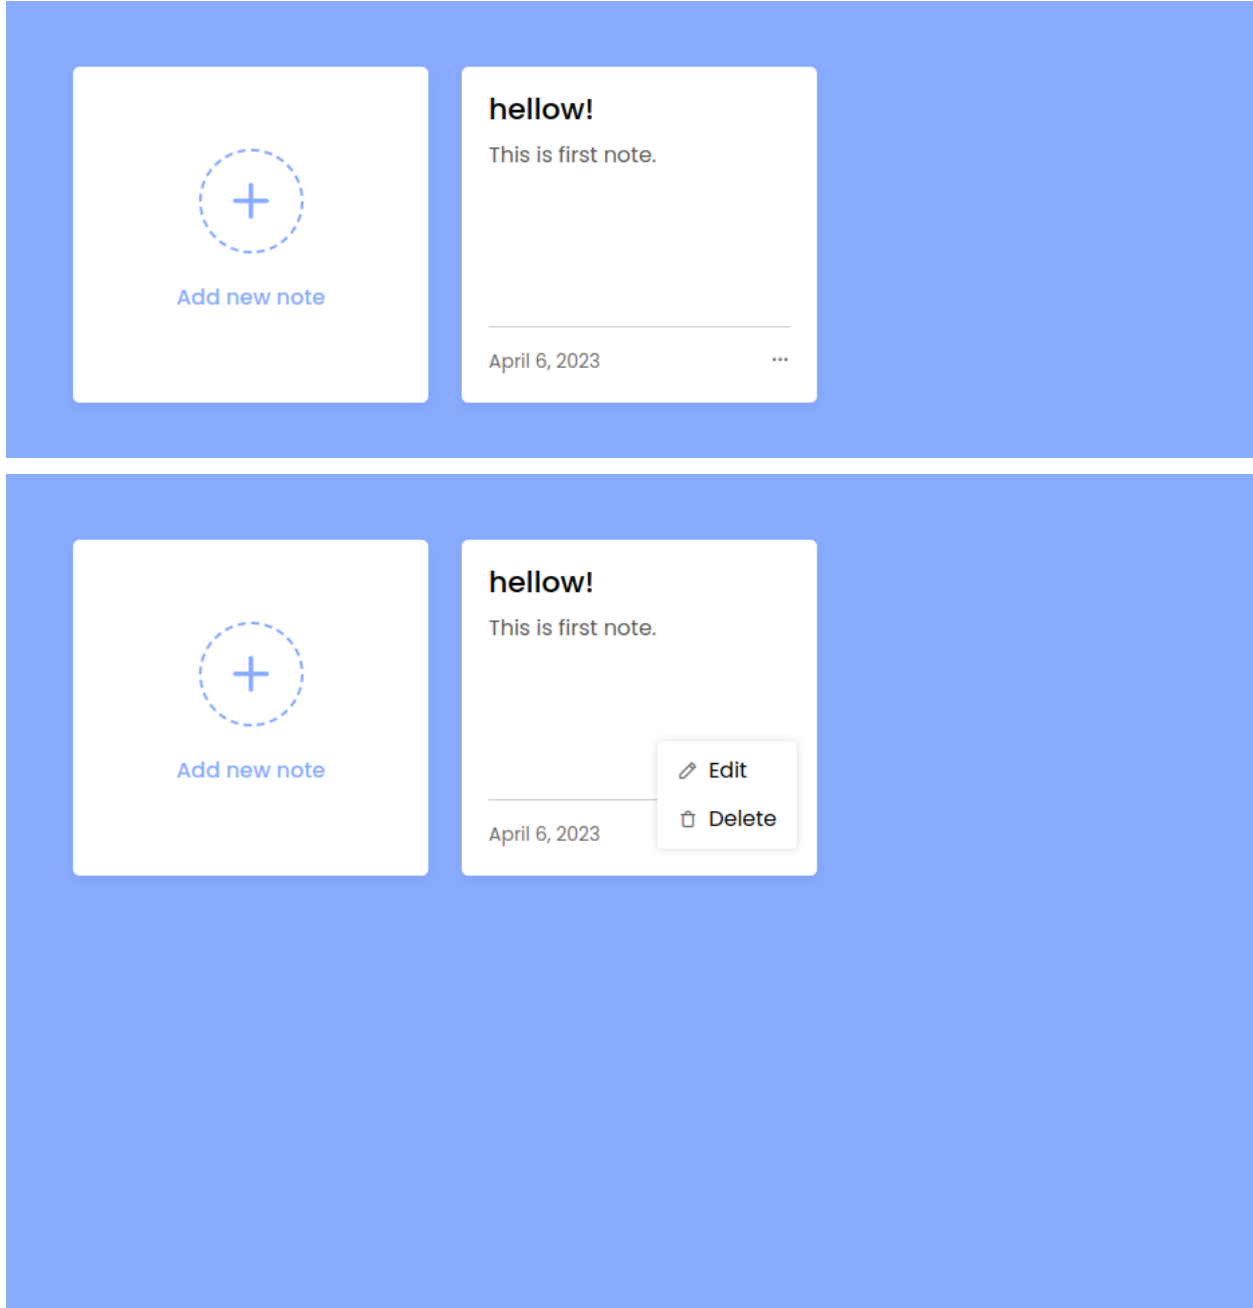 Add new note
hellow!
This is first note.
April 6, 2023
Add new note
hellow!
This is first note.
Edit
Delete
April 6, 2023